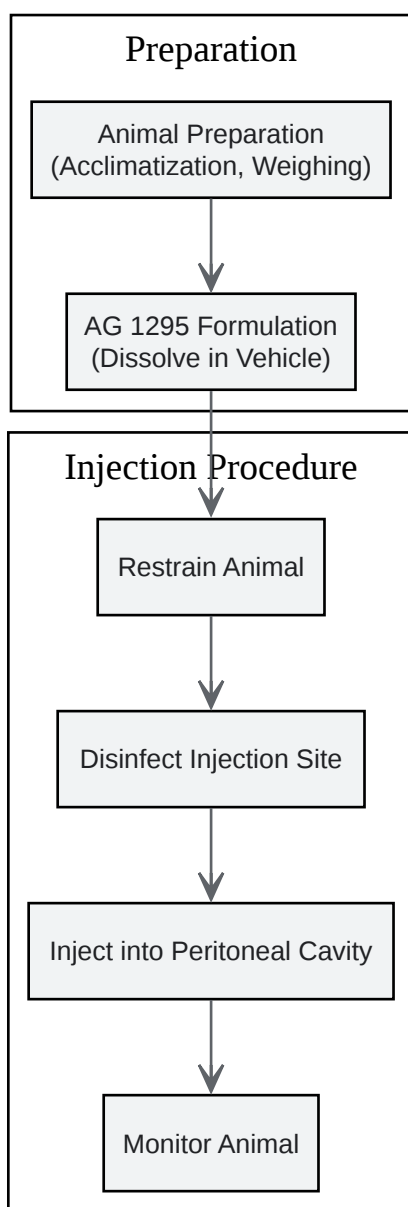 Preparation
Animal Preparation
(Acclimatization, Weighing)
AG 1295 Formulation
(Dissolve in Vehicle)
Injection Procedure
Restrain Animal
Disinfect Injection Site
Inject into Peritoneal Cavity
Monitor Animal